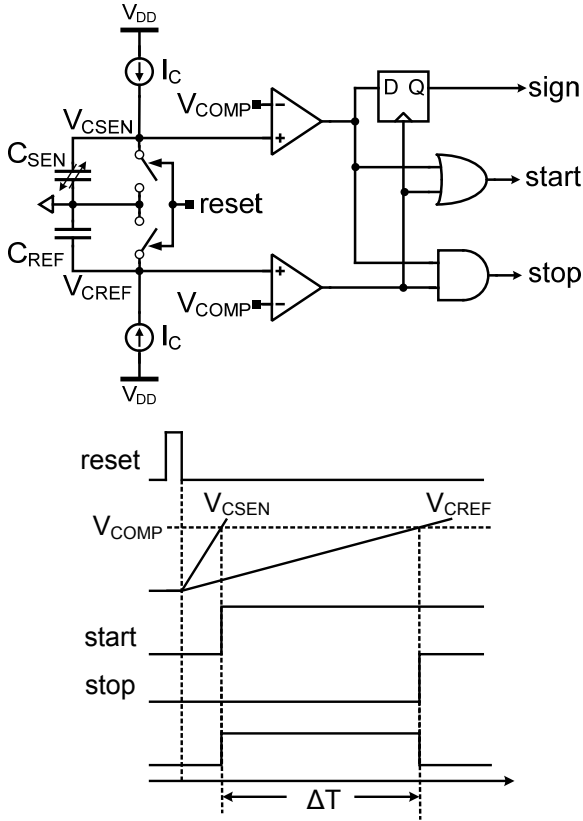 VDD
IC
VCOMP
VCSEN
CSEN
reset
CREF
VCREF
VCOMP
IC
VDD
D Q
sign
start
stop
− +
+ −
reset
VCSEN
VCREF
VCOMP
start
stop
ΔT